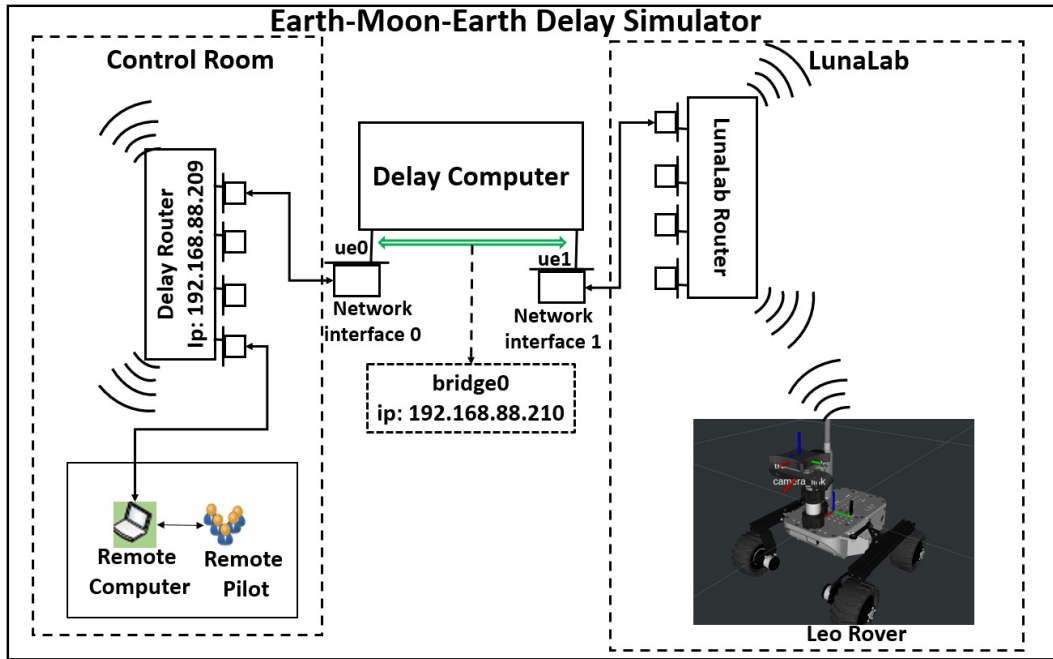 Earth-Moon-Earth Delay Simulator
Control Room
LunaLab
Delay Router
Ip: 192.168.88.209
Delay Computer
LunaLab Router
ue0
ue1
Network
interface 0
Network
interface 1
bridge0
ip: 192.168.88.210
camera_link
Remote
Computer
Remote
Pilot
Leo Rover